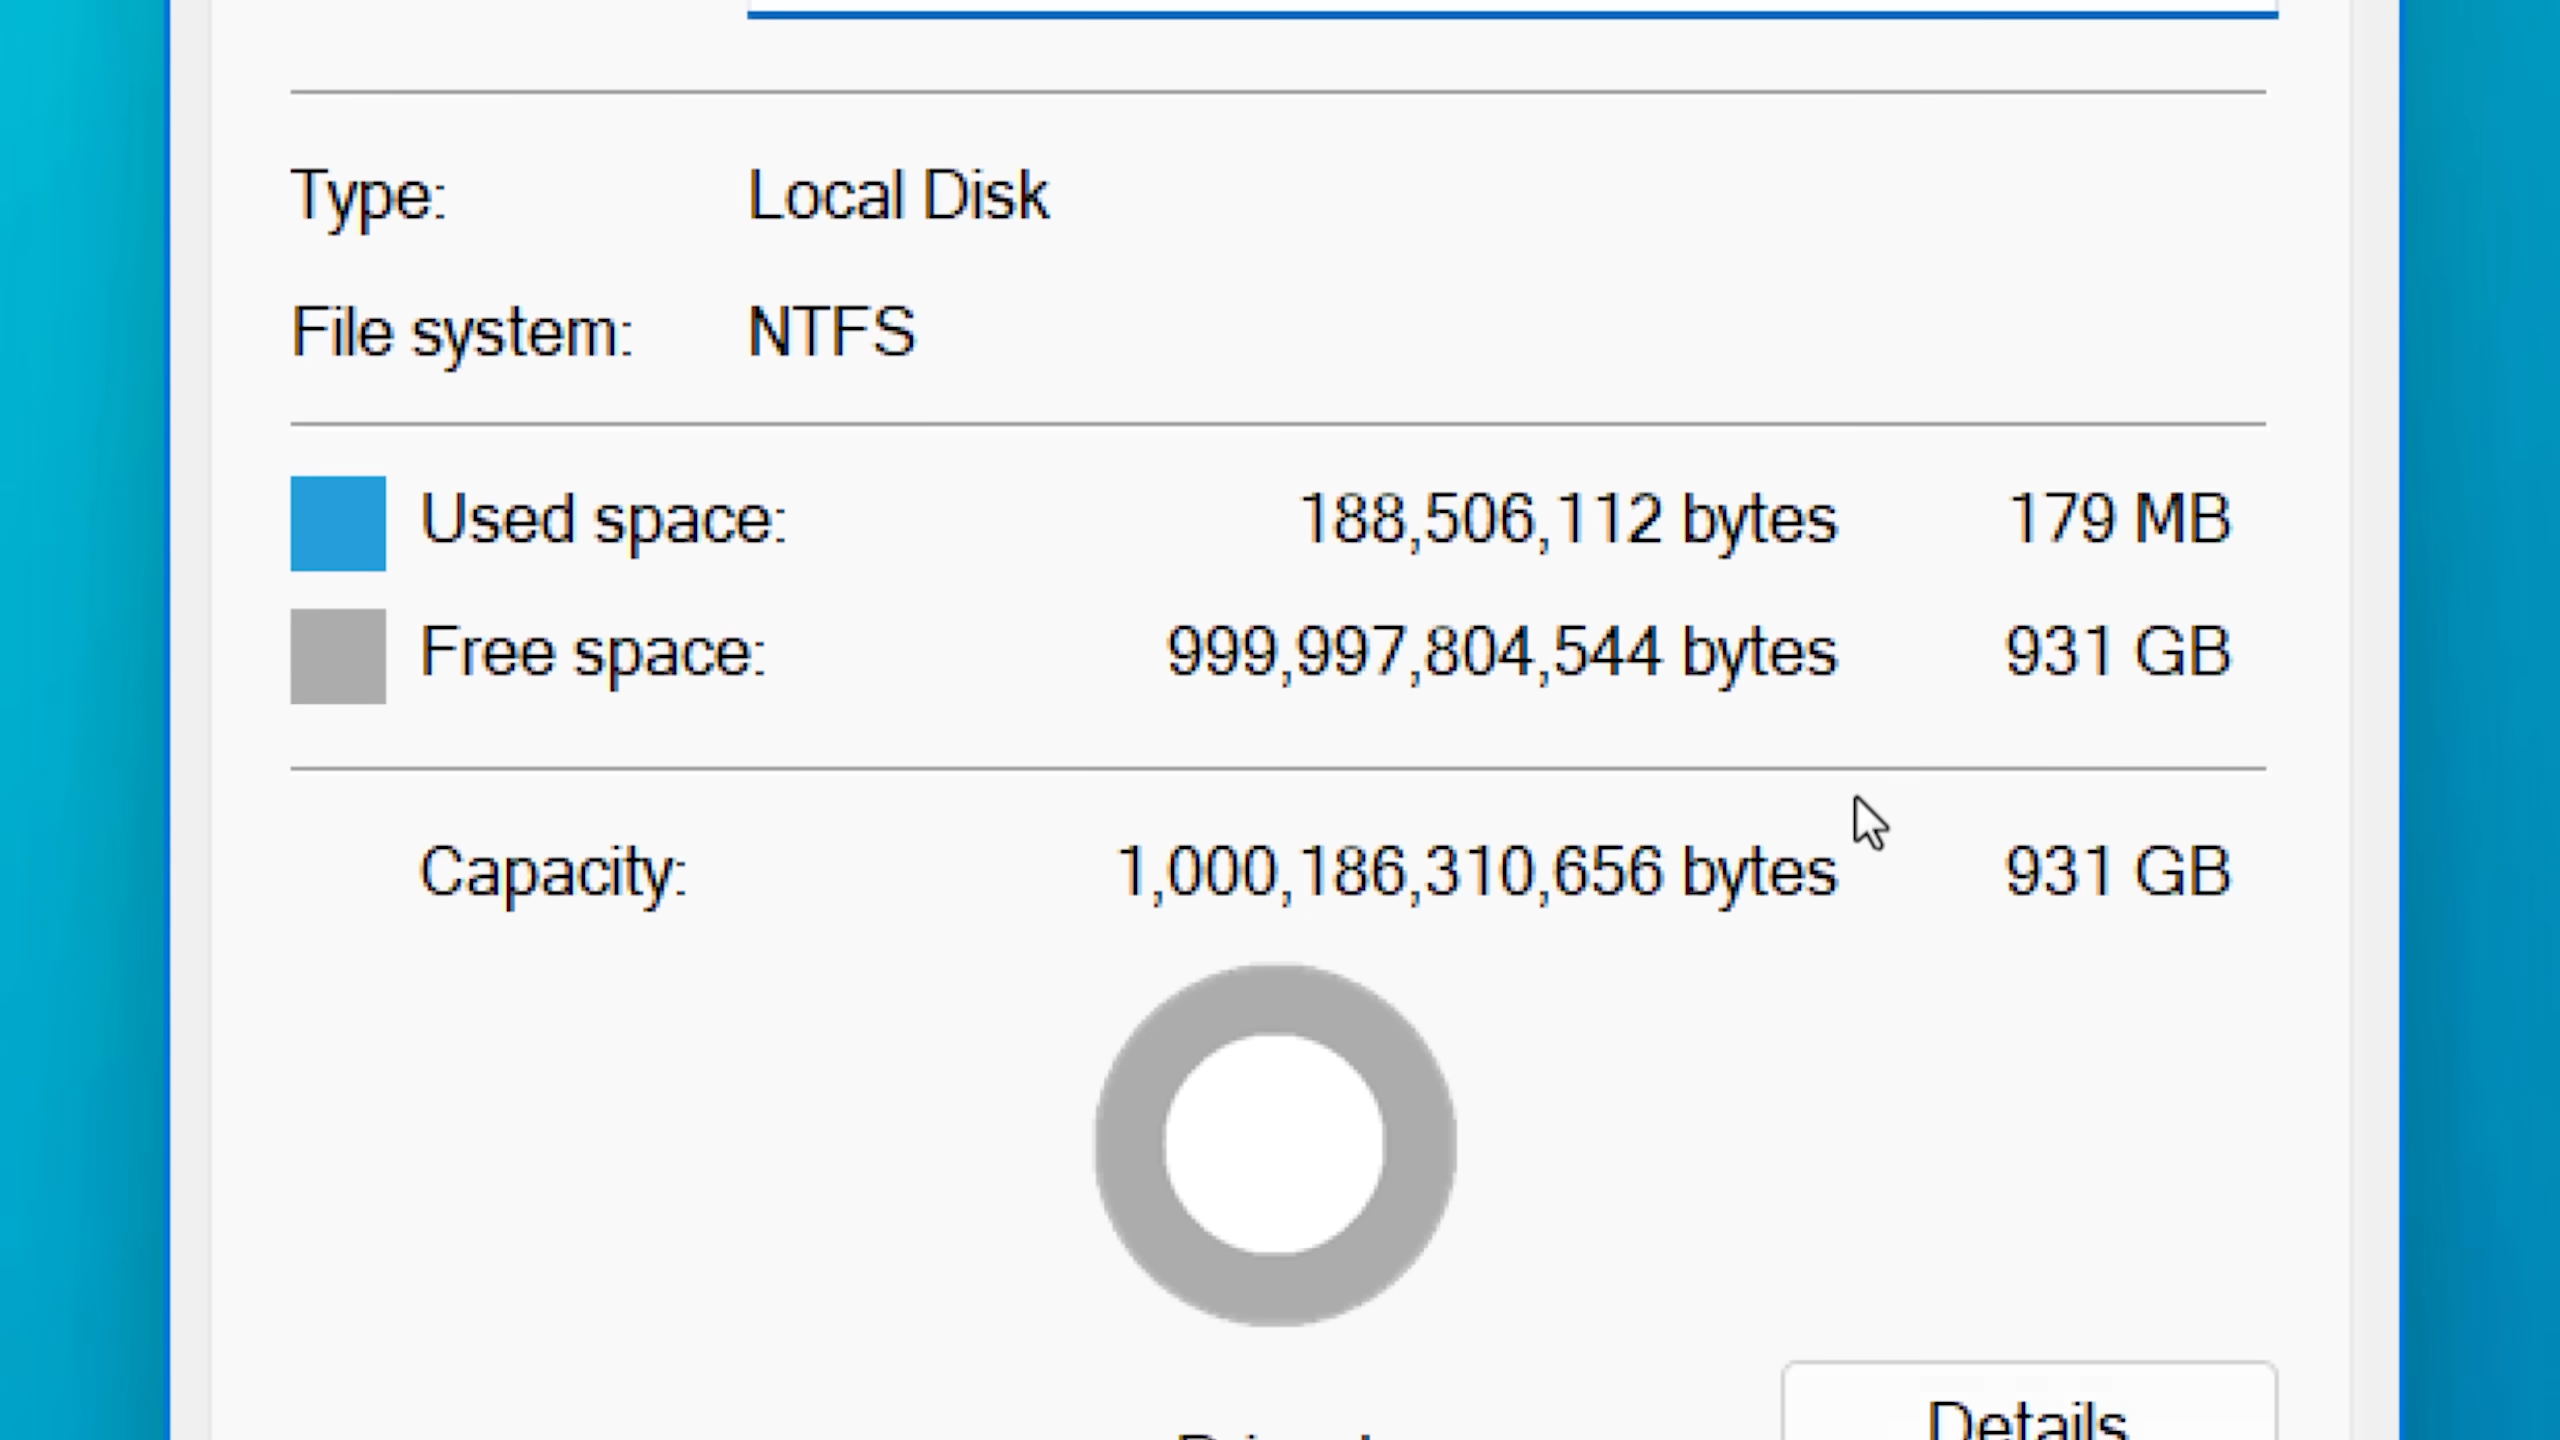 Type: Local Disk
File system: NTFS
Used space: 188,506,112 bytes 179 MB
Free space: 999,997,804,544 bytes 931 GB
Capacity: 1,000,186,310,656 bytes 931 GB
Details